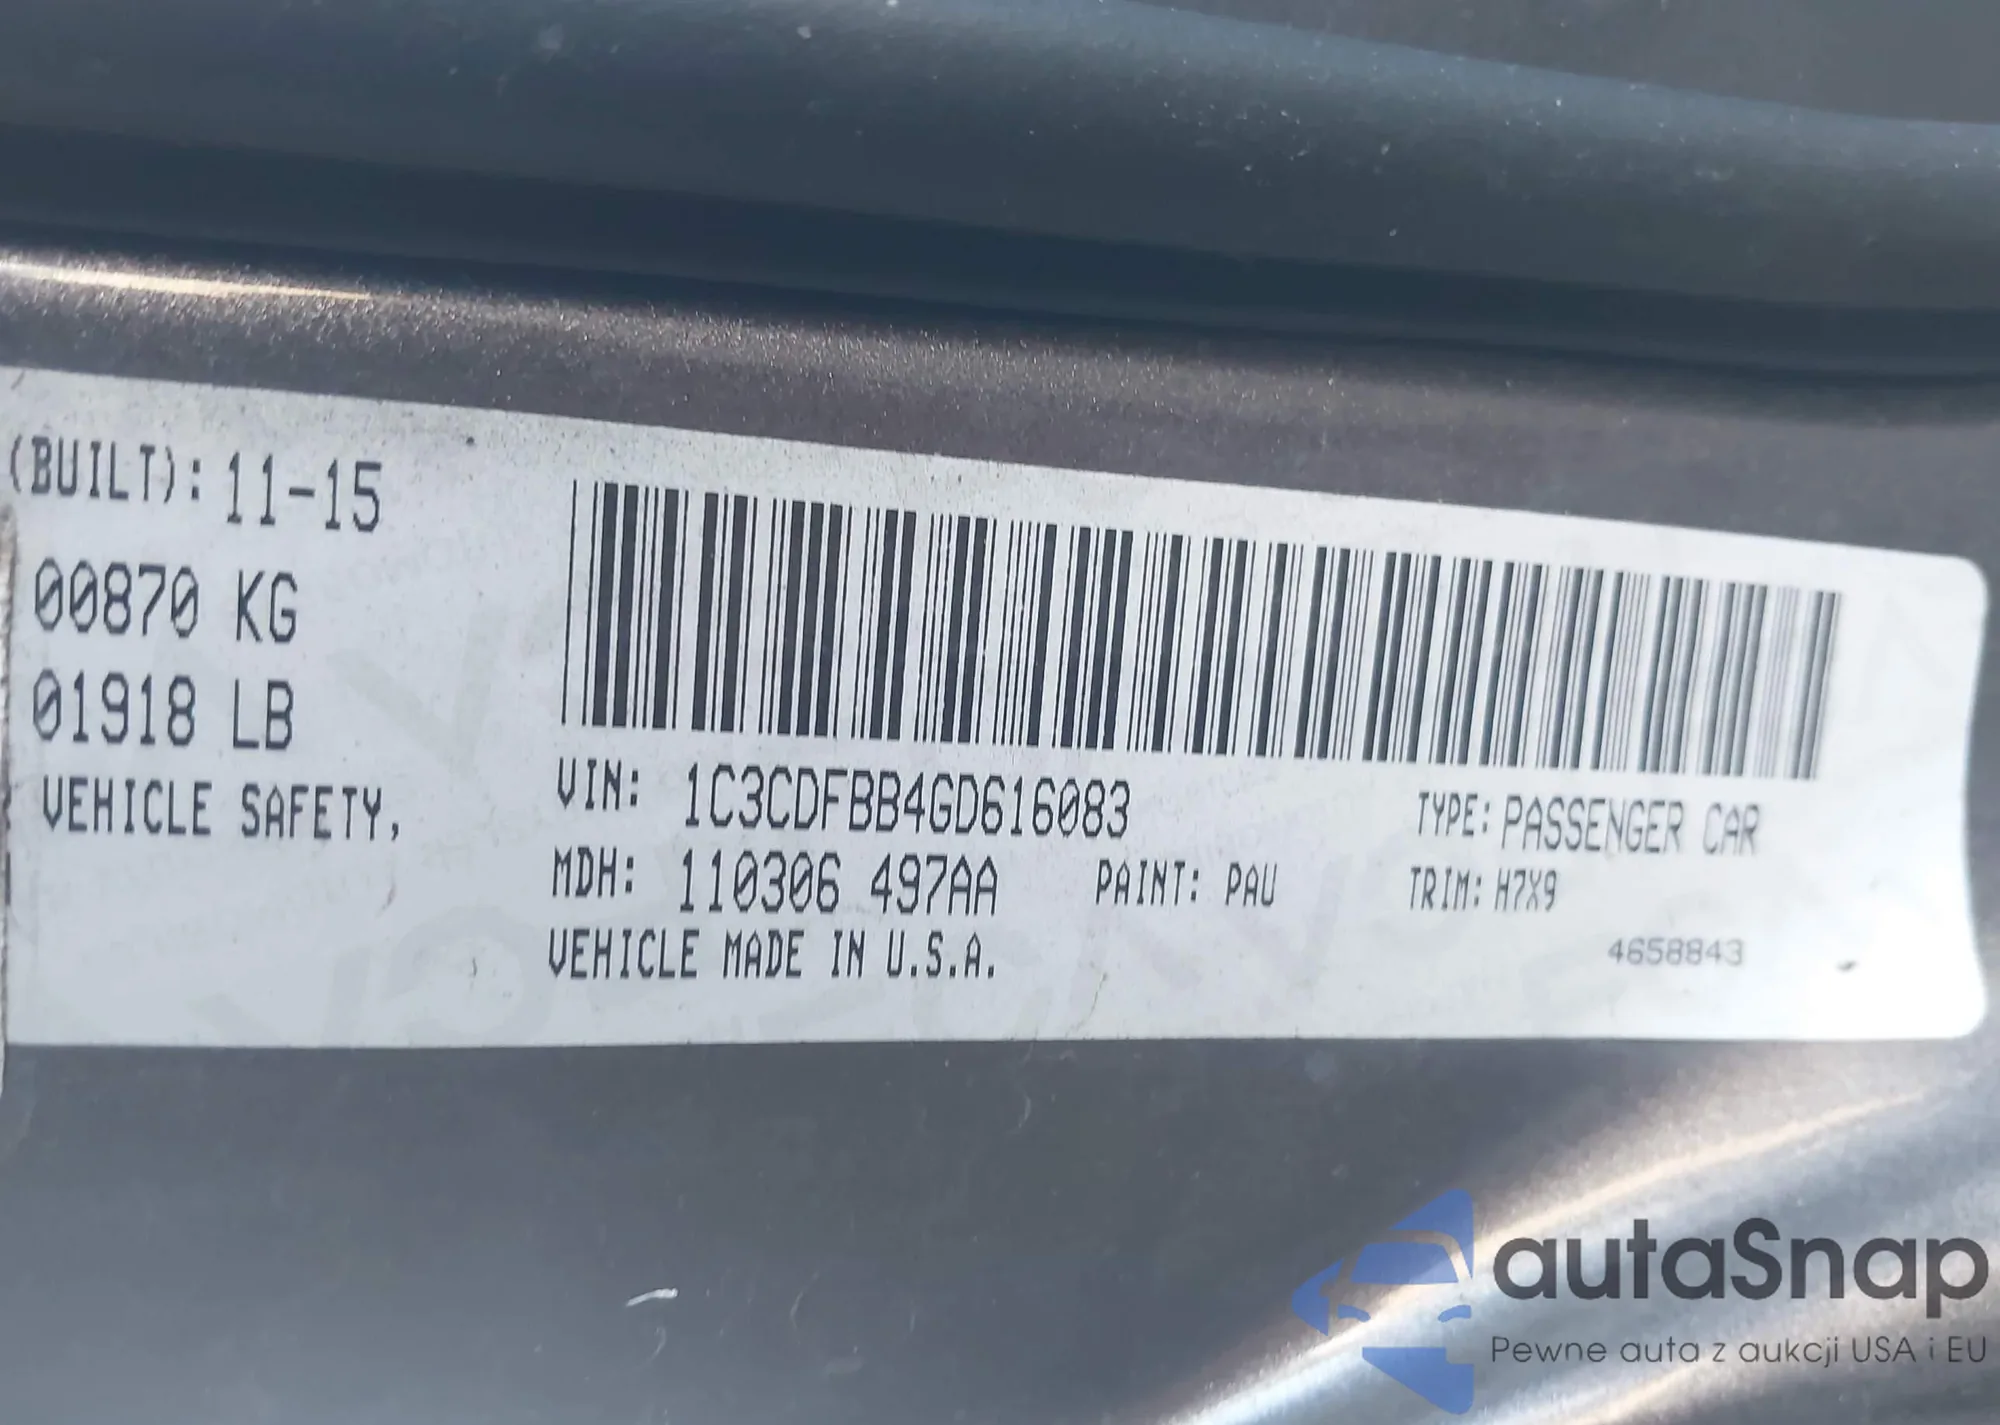 (BUILT): 11-15
00870 KG
01918 LB
VEHICLE SAFETY,
VIN: 1C3CDFBB4GD616083 TYPE: PASSENGER CAR
MDH: 110306 497AA PAINT: PAU TRIM: H7X9
VEHICLE MADE IN U.S.A.
4658843
autaSnap
Pewne auta z aukcji USA i EU